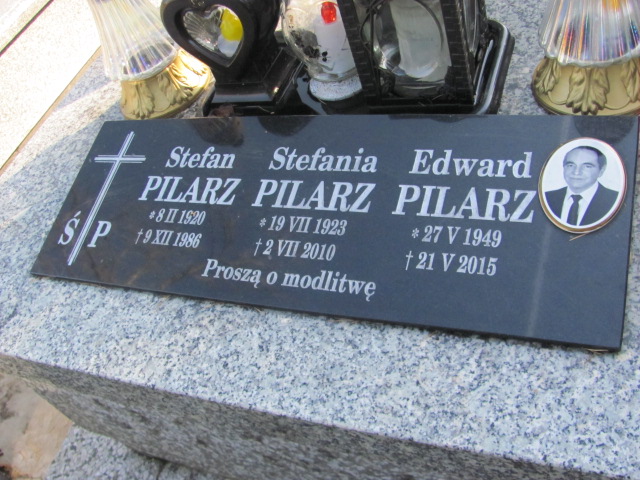 Ś P
Stefan
PILARZ
* 8 II 1920
† 9 XII 1986
Stefania
PILARZ
* 19 VII 1923
† 2 VII 2010
Edward
PILARZ
* 27 V 1949
† 21 V 2015
Proszą o modlitwę